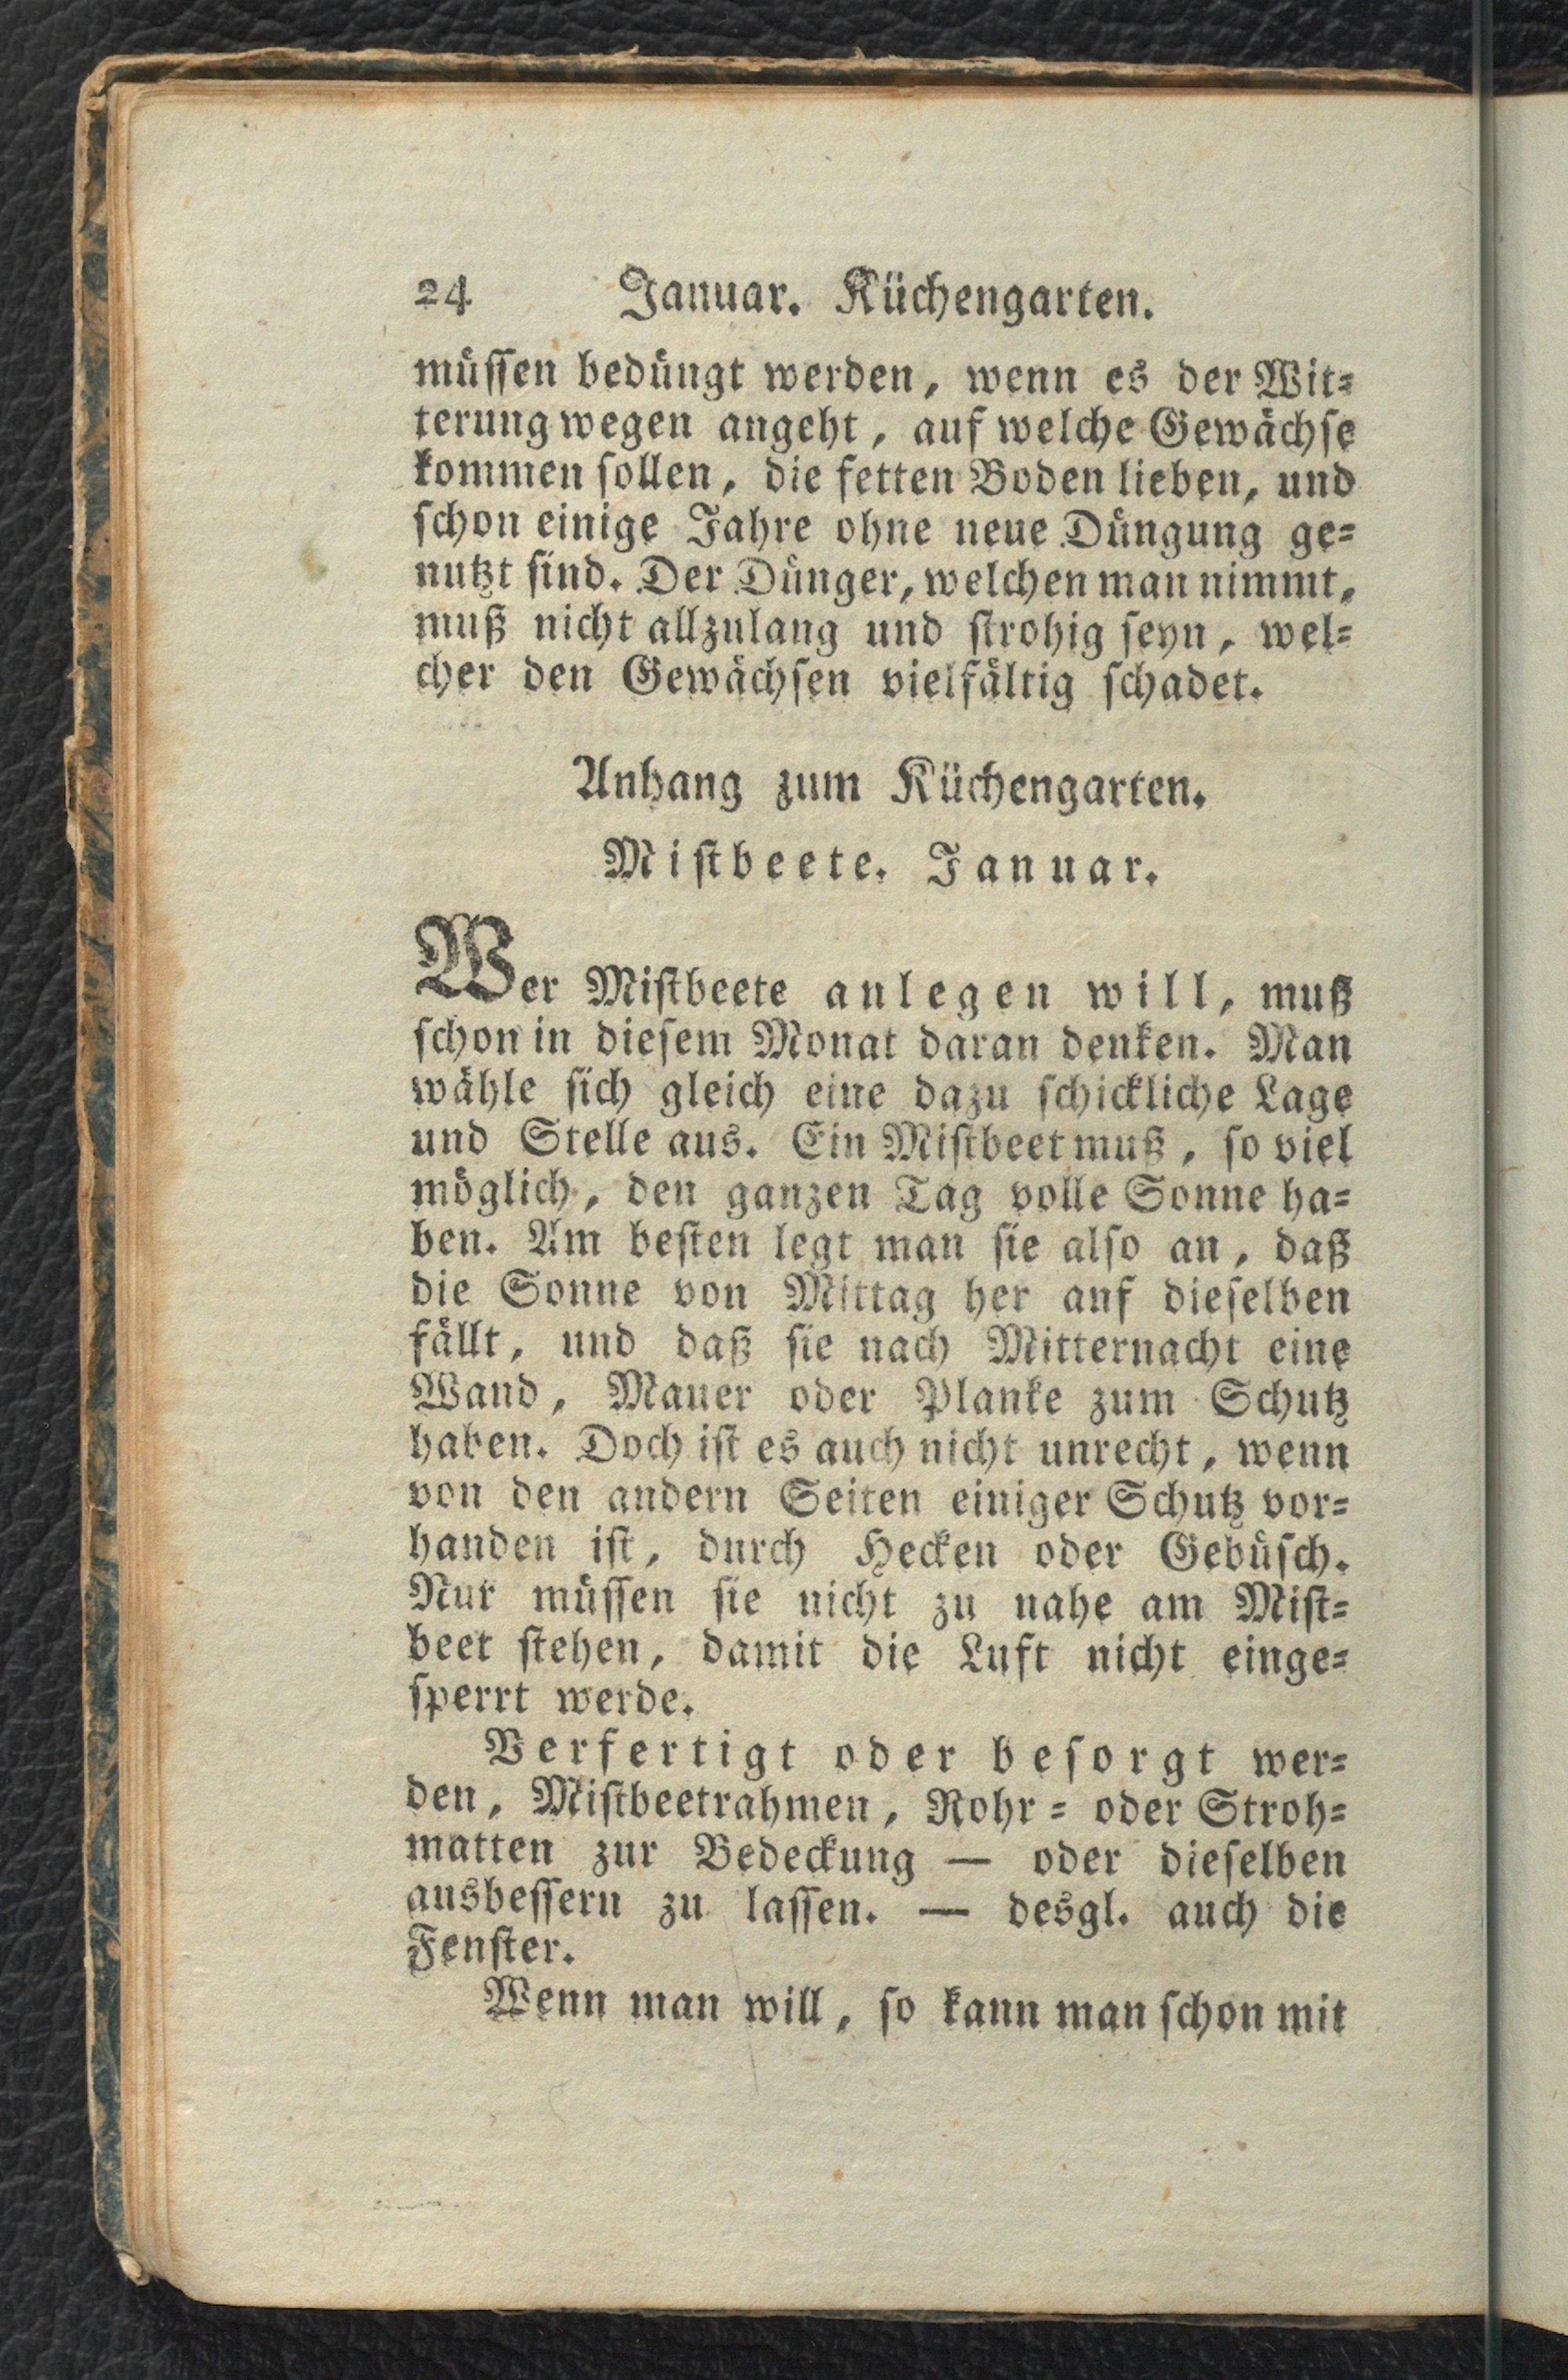 24 Januar. Küchengarten.
müssen bedüngt werden, wenn es der Wit=
terung wegen angeht, auf welche Gewächse
kommen sollen, die fetten Boden lieben, und
schon einige Jahre ohne neue Düngung ge=
nutzt sind. Der Dünger, welchen man nimmt,
muß nicht allzulang und strohig seyn, wel=
cher den Gewächsen vielfältig schadet.
Anhang zum Küchengarten.
Mistbeete. Januar.
Wer Mistbeete anlegen will, muß
schon in diesem Monat daran denken. Man
wähle sich gleich eine dazu schickliche Lage
und Stelle aus. Ein Mistbeet muß, so viel
möglich, den ganzen Tag volle Sonne ha=
ben. Am besten legt man sie also an, daß
die Sonne von Mittag her auf dieselben
fällt, und daß sie nach Mitternacht eine
Wand, Mauer oder Planke zum Schutz
haben. Doch ist es auch nicht unrecht, wenn
von den andern Seiten einiger Schutz vor=
handen ist, durch Hecken oder Gebüsch.
Nur müssen sie nicht zu nahe am Mist=
beet stehen, damit die Luft nicht einge=
sperrt werde.
Verfertigt oder besorgt wer=
den, Mistbeetrahmen, Rohr= oder Stroh=
matten zur Bedeckung — oder dieselben
ausbessern zu lassen. — desgl. auch die
Fenster.
Wenn man will, so kann man schon mit